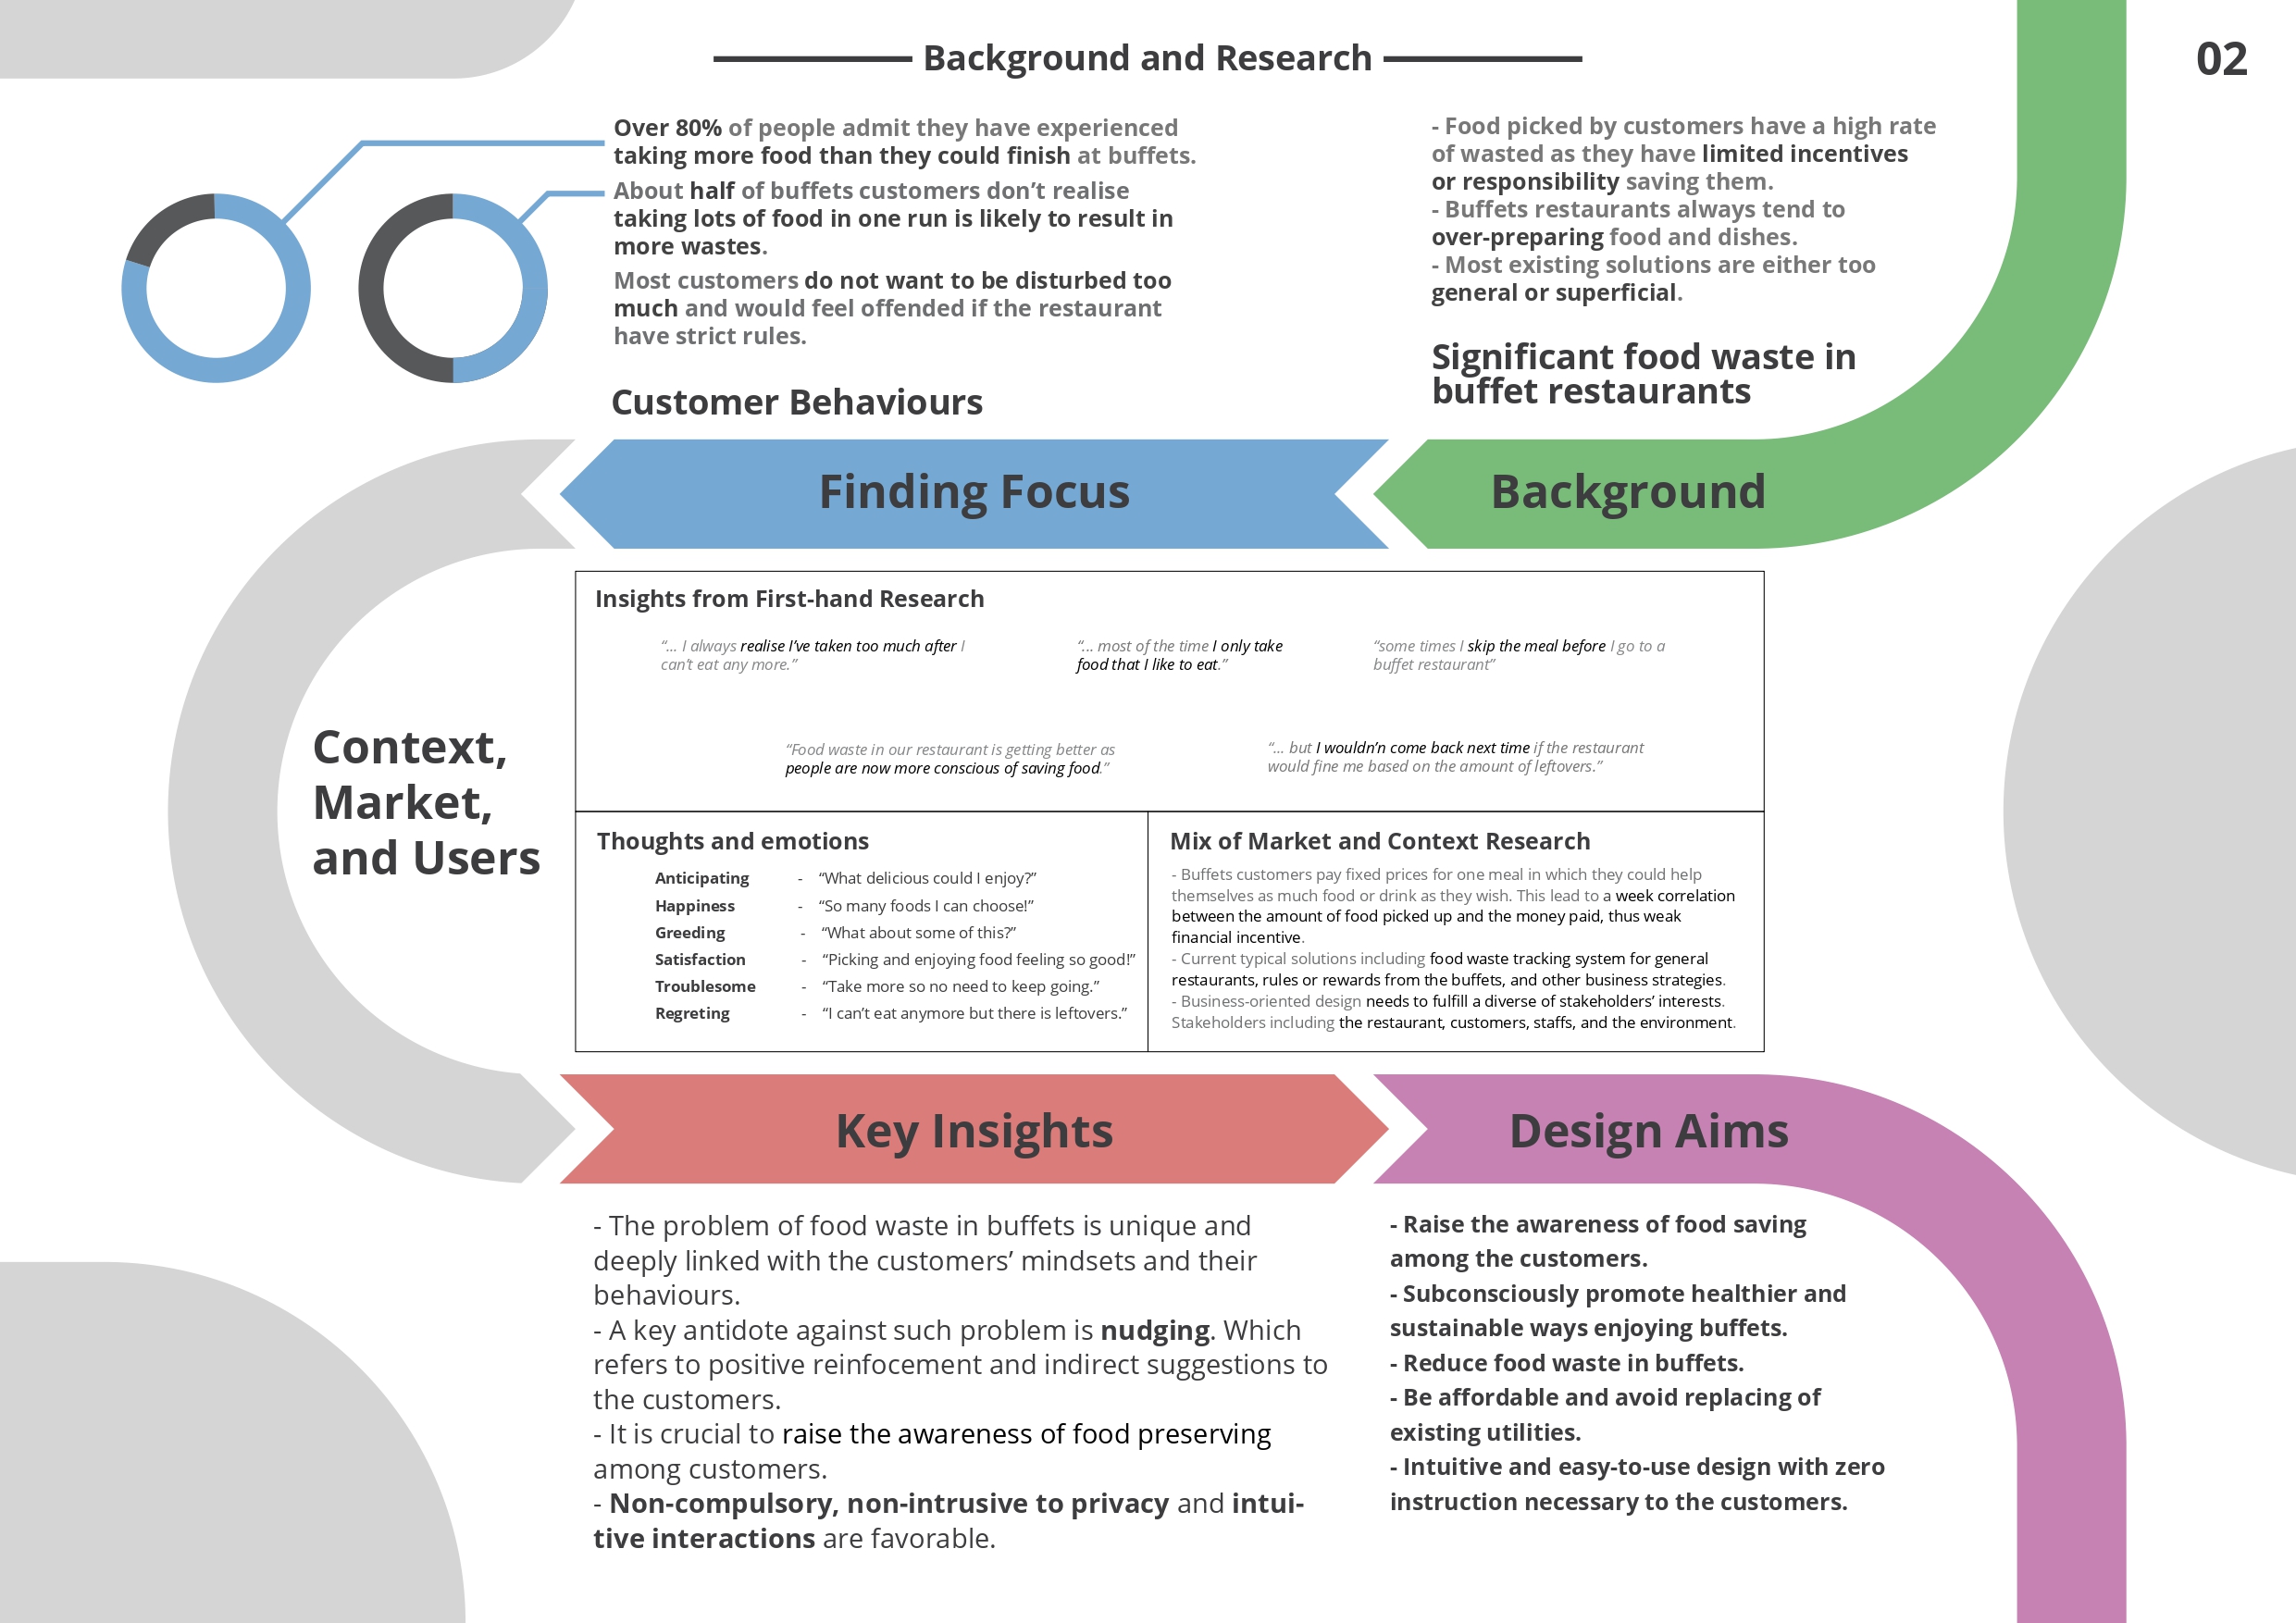 Background and Research
02
Over 80% of people admit they have experienced
taking more food than they could finish at buffets.
About half of buffets customers don’t realise
taking lots of food in one run is likely to result in
more wastes.
Most customers do not want to be disturbed too
much and would feel offended if the restaurant
have strict rules.
Customer Behaviours
- Food picked by customers have a high rate
of wasted as they have limited incentives
or responsibility saving them.
- Buffets restaurants always tend to
over-preparing food and dishes.
- Most existing solutions are either too
general or superficial.
Significant food waste in
buffet restaurants
Finding Focus
Background
Context,
Market,
and Users
Insights from First-hand Research
“... I always realise I’ve taken too much after I
can’t eat any more.”
“... most of the time I only take
food that I like to eat.”
“some times I skip the meal before I go to a
buffet restaurant”
“Food waste in our restaurant is getting better as
people are now more conscious of saving food.”
“... but I wouldn’n come back next time if the restaurant
would fine me based on the amount of leftovers.”
Thoughts and emotions
Anticipating - “What delicious could I enjoy?”
Happiness - “So many foods I can choose!”
Greeding - “What about some of this?”
Satisfaction - “Picking and enjoying food feeling so good!”
Troublesome - “Take more so no need to keep going.”
Regreting - “I can’t eat anymore but there is leftovers.”
Mix of Market and Context Research
- Buffets customers pay fixed prices for one meal in which they could help
themselves as much food or drink as they wish. This lead to a week correlation
between the amount of food picked up and the money paid, thus weak
financial incentive.
- Current typical solutions including food waste tracking system for general
restaurants, rules or rewards from the buffets, and other business strategies.
- Business-oriented design needs to fulfill a diverse of stakeholders’ interests.
Stakeholders including the restaurant, customers, staffs, and the environment.
Key Insights
Design Aims
- The problem of food waste in buffets is unique and
deeply linked with the customers’ mindsets and their
behaviours.
- A key antidote against such problem is nudging. Which
refers to positive reinfocement and indirect suggestions to
the customers.
- It is crucial to raise the awareness of food preserving
among customers.
- Non-compulsory, non-intrusive to privacy and intui-
tive interactions are favorable.
- Raise the awareness of food saving
among the customers.
- Subconsciously promote healthier and
sustainable ways enjoying buffets.
- Reduce food waste in buffets.
- Be affordable and avoid replacing of
existing utilities.
- Intuitive and easy-to-use design with zero
instruction necessary to the customers.